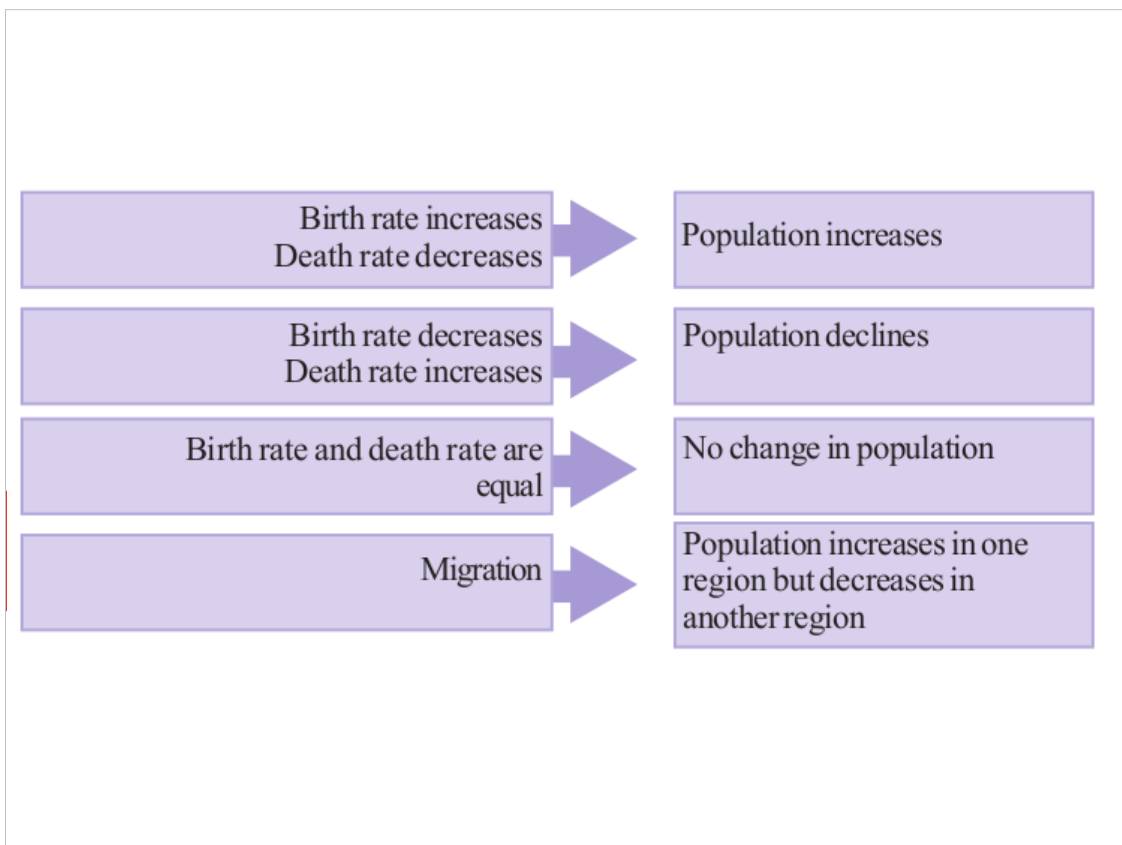 Birth rate increases
Death rate decreases
Population increases
Birth rate decreases
Death rate increases
Population declines
Birth rate and death rate are
equal
No change in population
Migration
Population increases in one
region but decreases in
another region